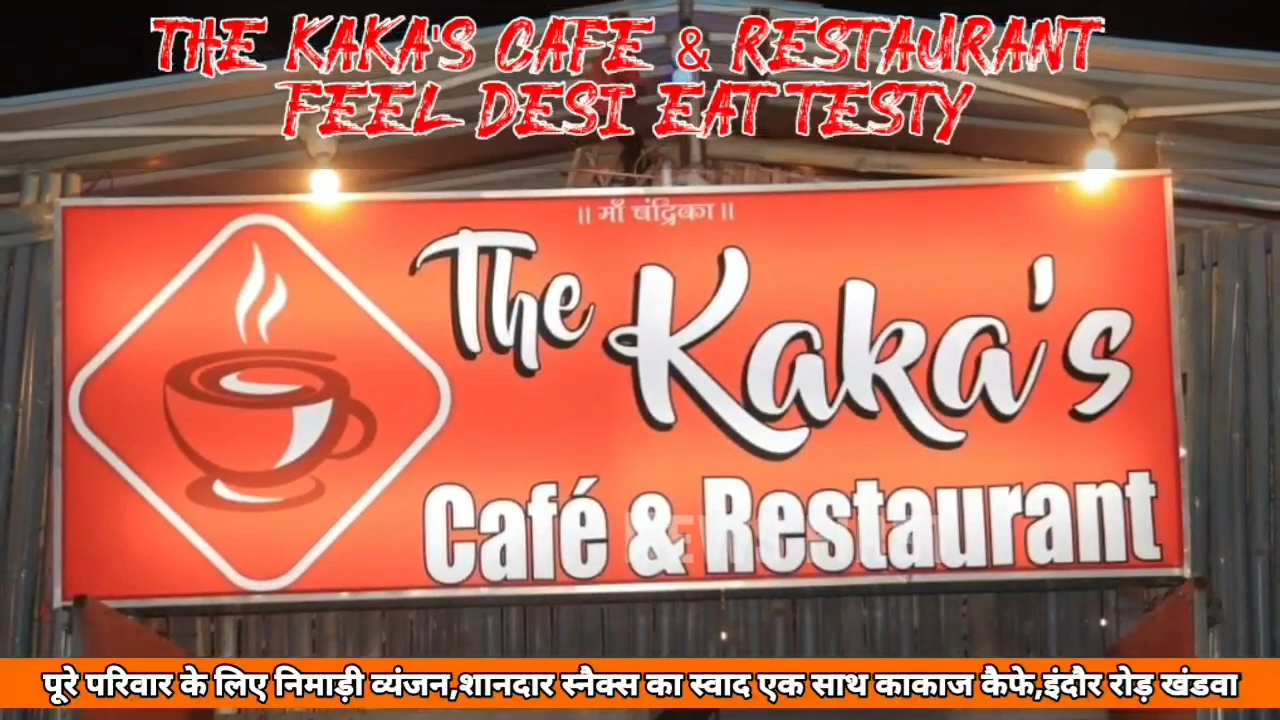 THE KAKA'S CAFE & RESTAURANT
FEEL DESI EAT TESTY
|| माँ चंद्रिका ||
The Kaka's
Café & Restaurant
पूरे परिवार के लिए निमाड़ी व्यंजन,शानदार स्नैक्स का स्वाद एक साथ काकाज कैफे,इंदौर रोड़ खंडवा